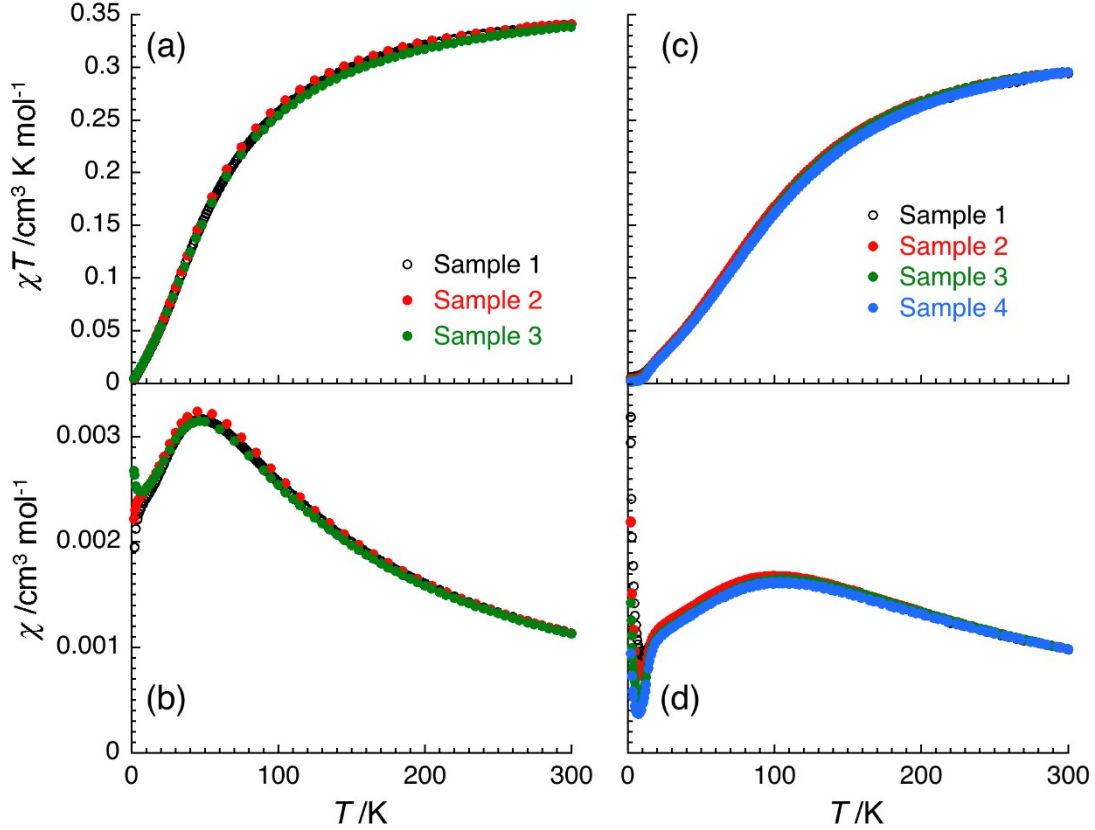 (a)
χT /cm³ K mol⁻¹
0.35
0.3
0.25
0.2
0.15
0.1
0.05
0
Sample 1
Sample 2
Sample 3
(c)
Sample 1
Sample 2
Sample 3
Sample 4
(b)
χ /cm³ mol⁻¹
0.003
0.002
0.001
0
0 100 200 300
T /K
(d)
0 100 200 300
T /K